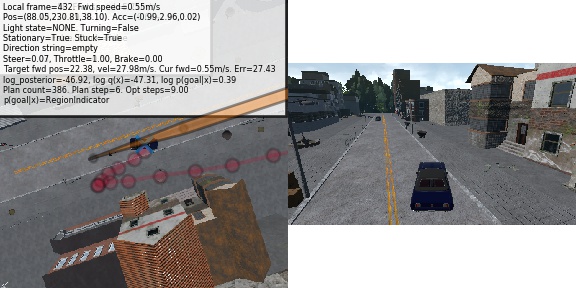 Local frame=432. Fwd speed=0.55m/s
Pos=(88.05,230.81,38.10). Acc=(-0.99,2.96,0.02)
Light state=NONE. Turning=False
Stationary=True. Stuck=True
Direction string=empty
Steer=0.07, Throttle=1.00, Brake=0.00
Target fwd pos=22.38, vel=27.98m/s. Cur fwd=0.55m/s. Err=27.43
log_posterior=-46.92, log q(x)=-47.31, log p(goal|x)=0.39
Plan count=386. Plan step=6. Opt steps=9.00
p(goal|x)=RegionIndicator